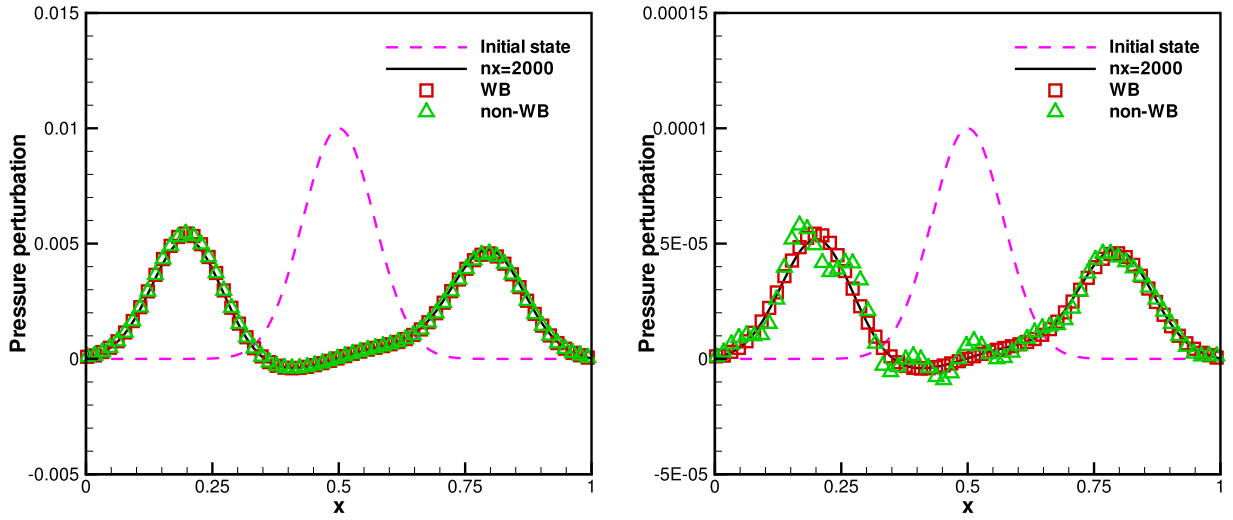 0.015
0.01
0.005
0
-0.005
Pressure perturbation
Initial state
nx=2000
WB
non-WB
0
0.25
0.5
0.75
1
x
0.00015
0.0001
5E-05
0
-5E-05
Pressure perturbation
Initial state
nx=2000
WB
non-WB
0
0.25
0.5
0.75
1
x